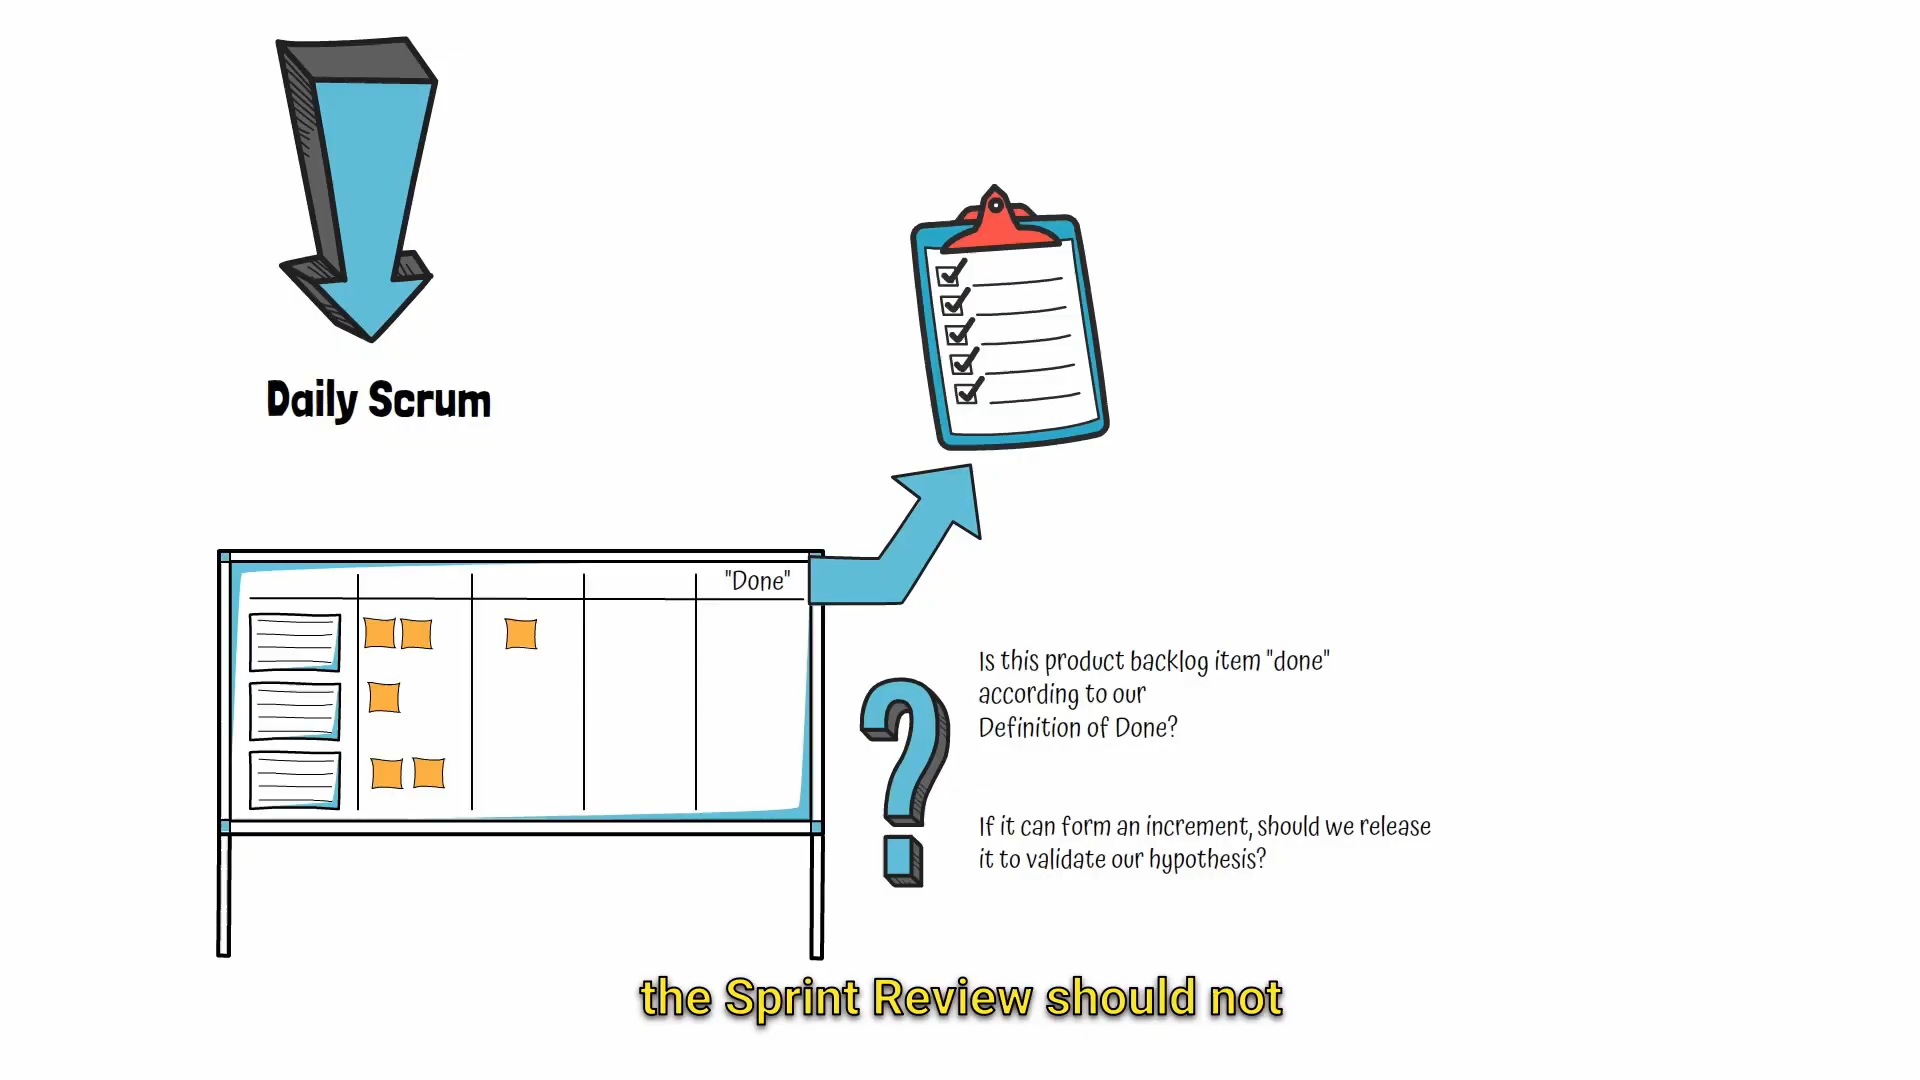 Daily Scrum
"Done"
Is this product backlog item "done"
according to our
Definition of Done?
If it can form an increment, should we release
it to validate our hypothesis?
the Sprint Review should not